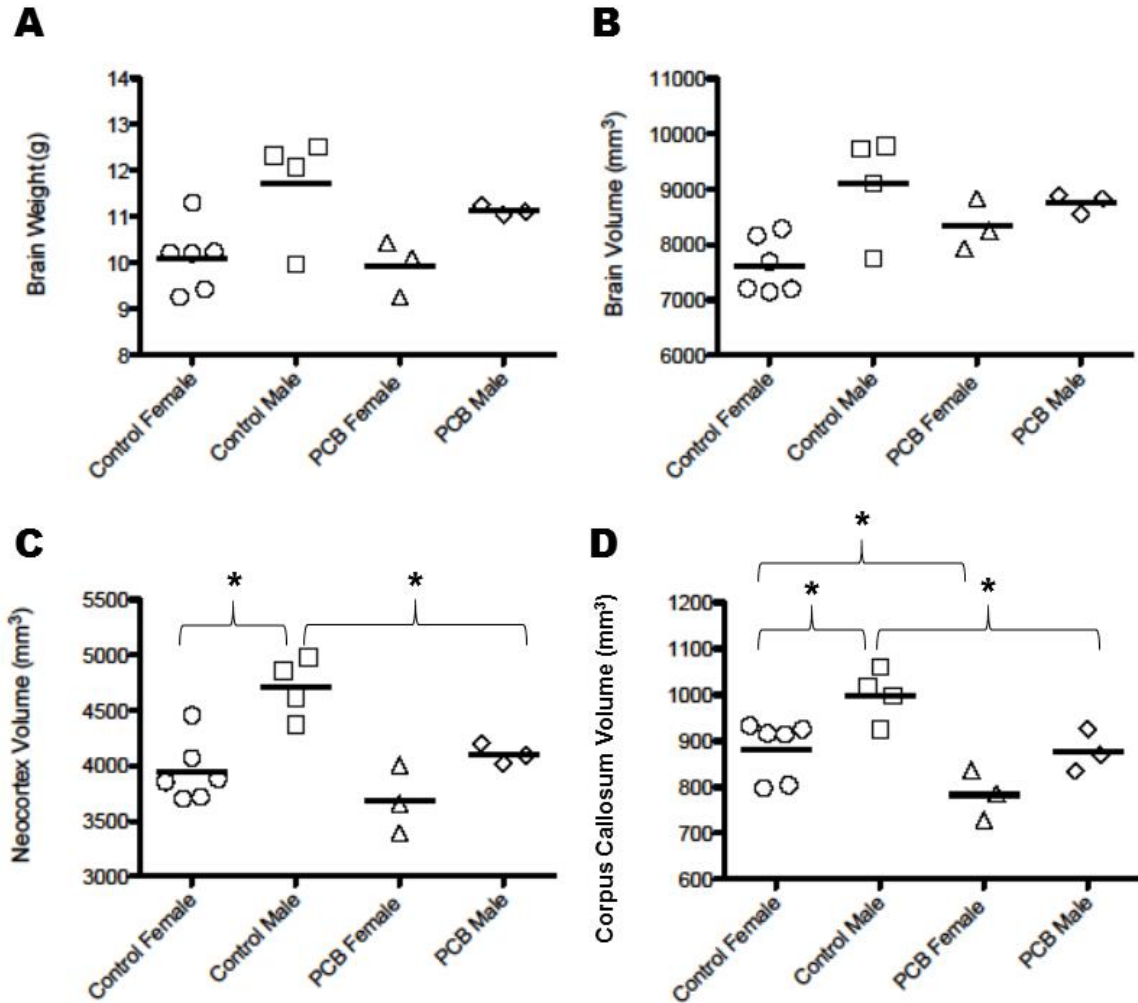 A
Brain Weight (g)
14
13
12
11
10
9
8
Control Female
Control Male
PCB Female
PCB Male
B
Brain Volume (mm³)
11000
10000
9000
8000
7000
6000
Control Female
Control Male
PCB Female
PCB Male
C
Neocortex Volume (mm³)
5500
5000
4500
4000
3500
3000
*
*
Control Female
Control Male
PCB Female
PCB Male
D
Corpus Callosum Volume (mm³)
1200
1100
1000
900
800
700
600
*
*
*
Control Female
Control Male
PCB Female
PCB Male